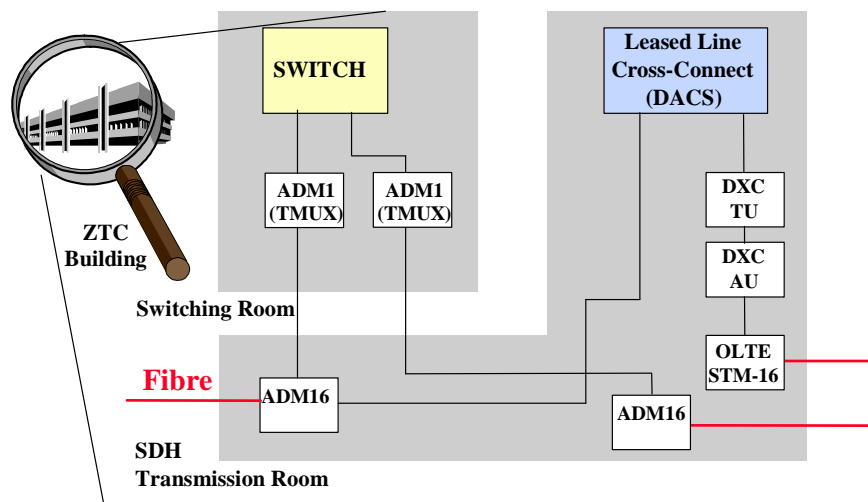 SWITCH
Leased Line
Cross-Connect
(DACS)
ADM1
(TMUX)
ADM1
(TMUX)
DXC
TU
ZTC
Building
DXC
AU
Switching Room
OLTE
STM-16
Fibre
ADM16
ADM16
SDH
Transmission Room